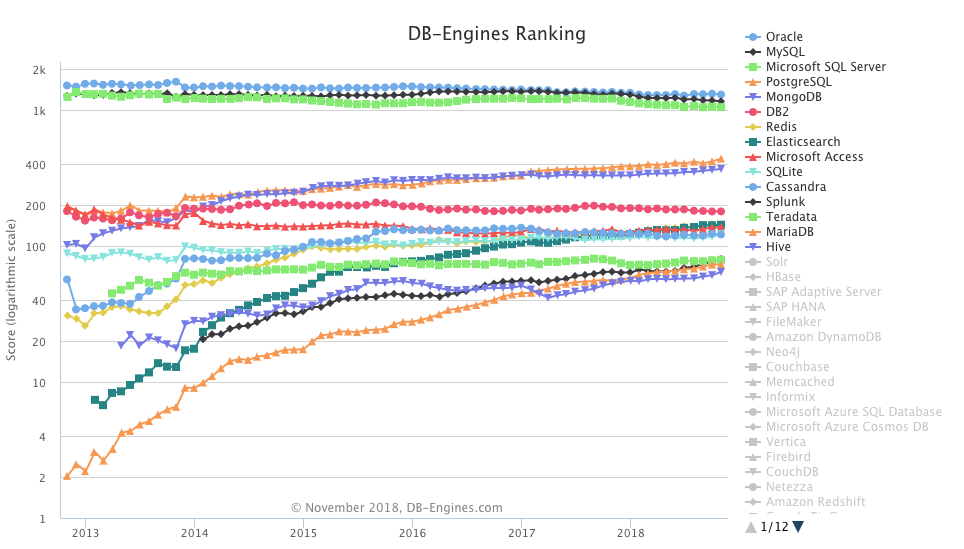 DB-Engines Ranking
Score (logarithmic scale)
2k
1k
400
200
100
40
20
10
4
2
1
2013
2014
2015
2016
2017
2018
© November 2018, DB-Engines.com
Oracle
MySQL
Microsoft SQL Server
PostgreSQL
MongoDB
DB2
Redis
Elasticsearch
Microsoft Access
SQLite
Cassandra
Splunk
Teradata
MariaDB
Hive
Solr
HBase
SAP Adaptive Server
SAP HANA
FileMaker
Amazon DynamoDB
Neo4j
Couchbase
Memcached
Informix
Microsoft Azure SQL Database
Microsoft Azure Cosmos DB
Vertica
Firebird
CouchDB
Netezza
Amazon Redshift
1/12